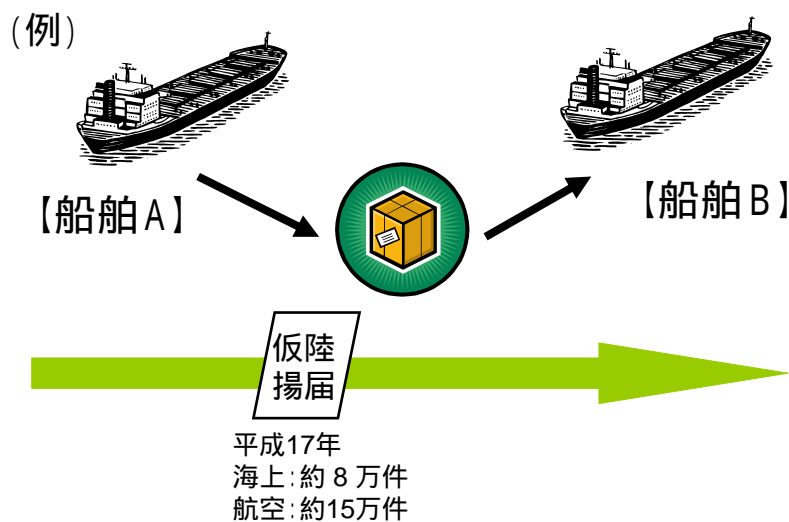 (例)
【船舶A】
【船舶B】
仮陸
揚届
平成17年
海上:約８万件
航空:約15万件